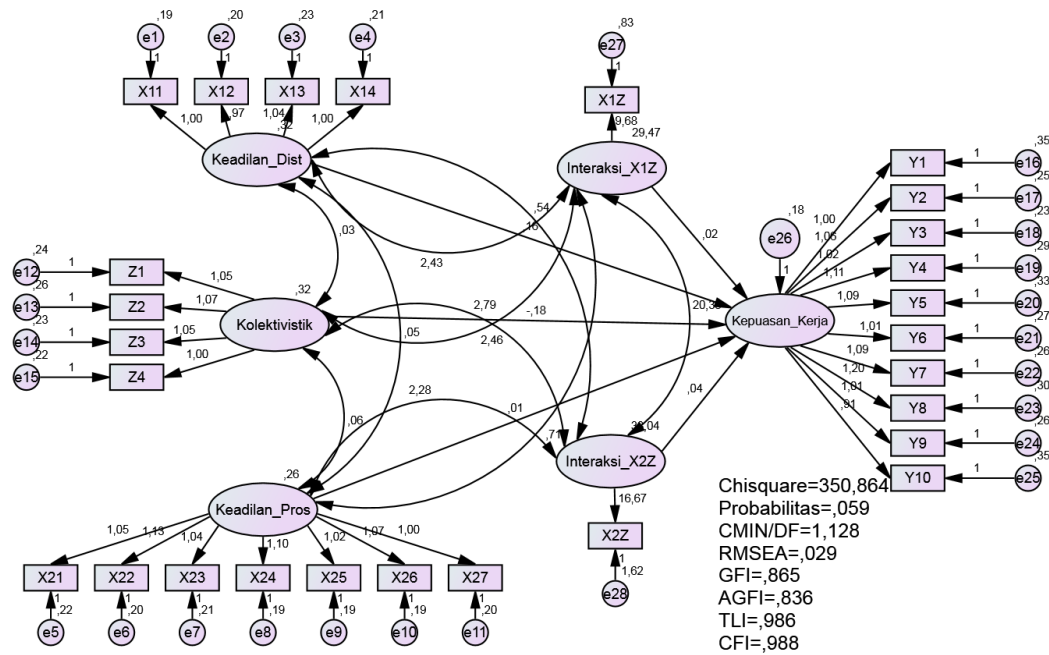 ,19
,20
,23
,21
e1
e2
e3
e4
1
1
1
1
X11
X12
X13
X14
1,00
,97
1,04
1,00
,32
Keadilan_Dist
,83
e27
1
X1Z
9,68
29,47
Interaksi_X1Z
,54
,16
,03
2,43
,02
,18
e26
1
,24
e12
1
Z1
1,05
,26
e13
1
Z2
1,07
,23
e14
1
Z3
1,05
,22
e15
1
Z4
1,00
,32
Kolektivistik
2,79
-,18
2,46
,05
Kepuasan_Kerja
1,00
Y1
1
e16
,35
1,06
Y2
1
e17
,25
1,02
Y3
1
e18
,23
1,11
Y4
1
e19
,29
1,09
Y5
1
e20
,33
1,01
Y6
1
e21
,27
1,09
Y7
1
e22
,26
1,20
Y8
1
e23
,30
1,01
Y9
1
e24
,26
,91
Y10
1
e25
,35
2,28
,01
,04
,06
,71
Interaksi_X2Z
16,67
X2Z
1
1,62
e28
,26
Keadilan_Pros
1,05
1,13
1,04
1,10
1,02
1,07
1,00
X21
X22
X23
X24
X25
X26
X27
1
1
1
1
1
1
1
,22
,20
,21
,19
,19
,19
,20
e5
e6
e7
e8
e9
e10
e11
Chisquare=350,864
Probabilitas=,059
CMIN/DF=1,128
RMSEA=,029
GFI=,865
AGFI=,836
TLI=,986
CFI=,988